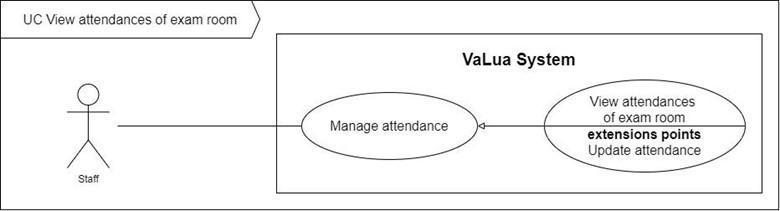 UC View attendances of exam room
VaLua System
Staff
Manage attendance
View attendances
of exam room
extensions points
Update attendance